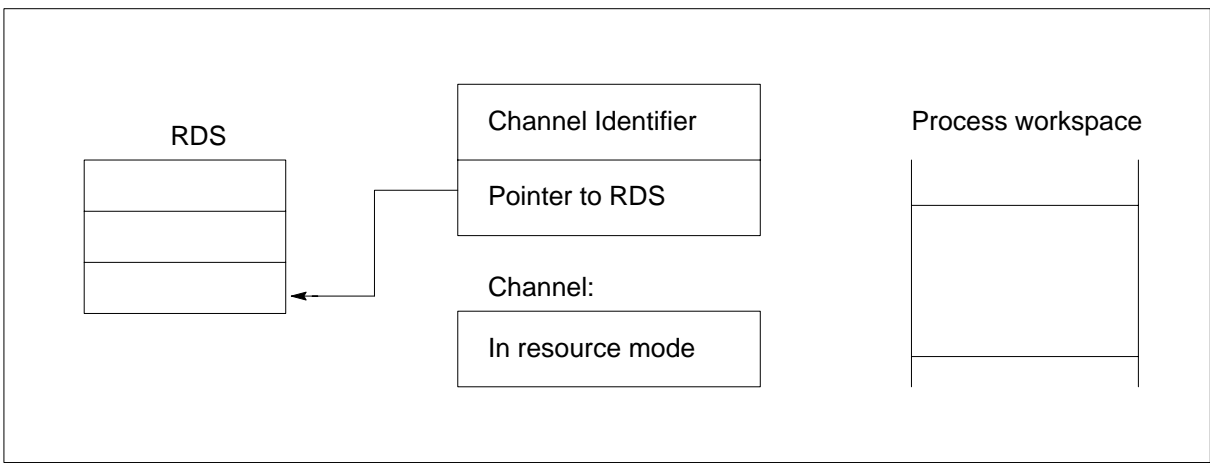 RDS
Channel Identifier
Pointer to RDS
Channel:
In resource mode
Process workspace